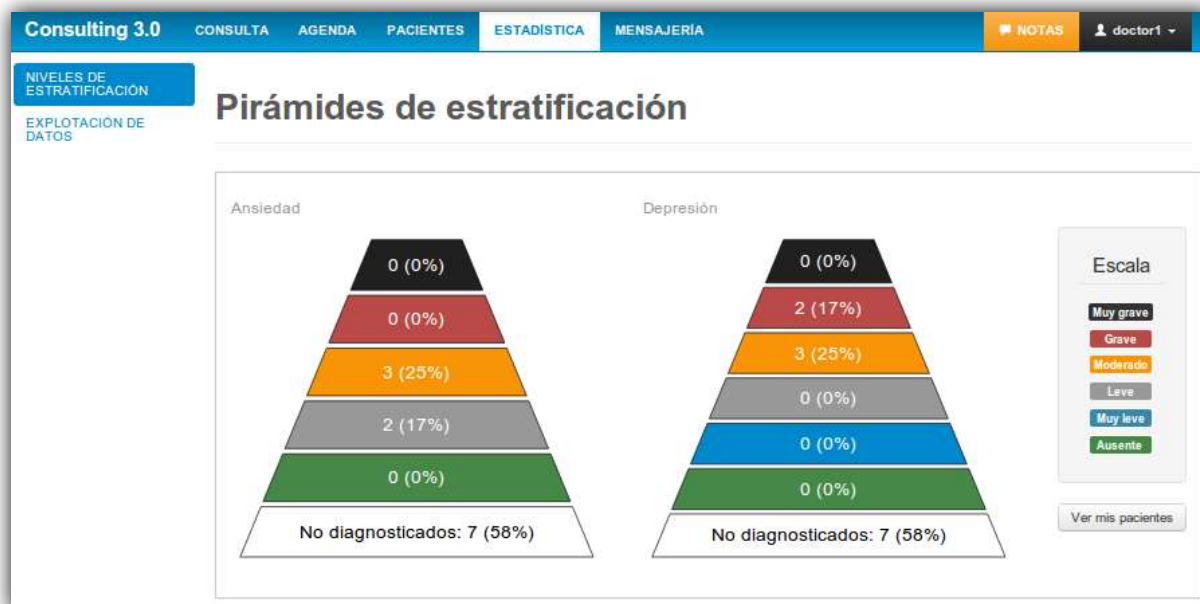 Consulting 3.0 CONSULTA AGENDA PACIENTES ESTADÍSTICA MENSAJERÍA NOTAS doctor1
NIVELES DE
ESTRATIFICACIÓN
EXPLOTACIÓN DE
DATOS
Pirámides de estratificación
Ansiedad
0 (0%)
0 (0%)
3 (25%)
2 (17%)
0 (0%)
No diagnosticados: 7 (58%)
Depresión
0 (0%)
2 (17%)
3 (25%)
0 (0%)
0 (0%)
0 (0%)
No diagnosticados: 7 (58%)
Escala
Muy grave
Grave
Moderado
Leve
Muy leve
Ausente
Ver mis pacientes